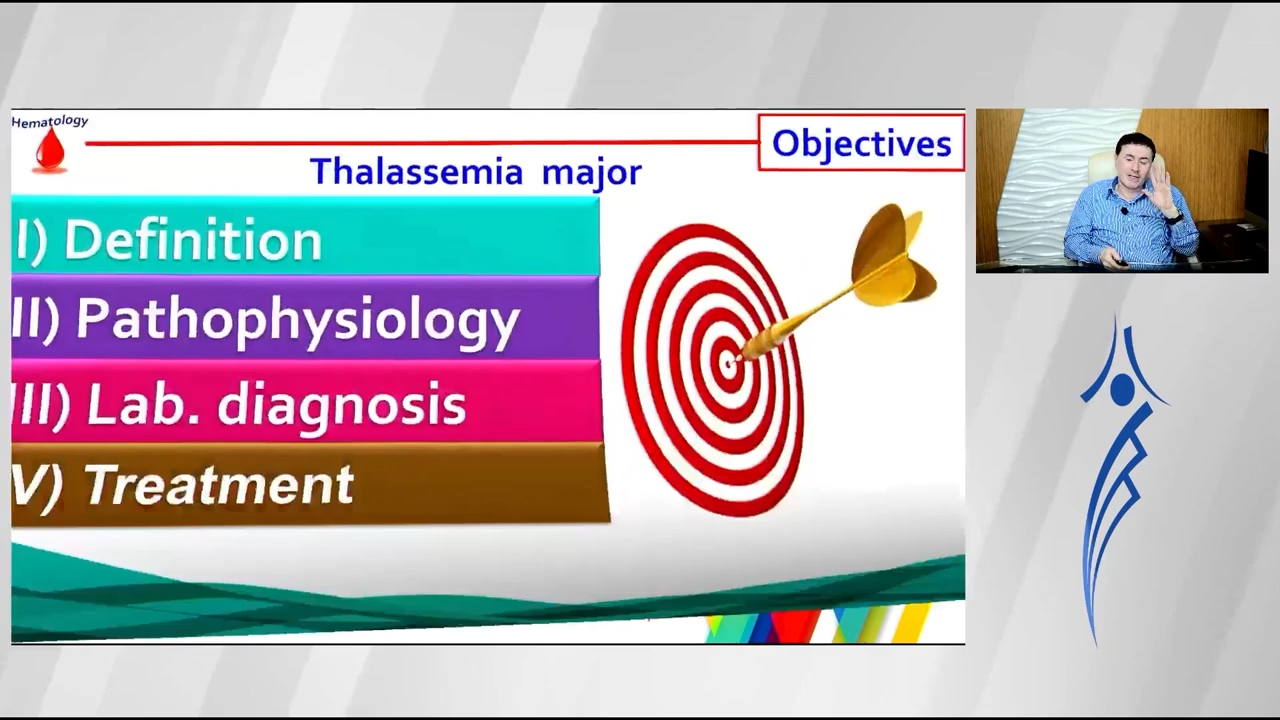 Hematology
Objectives
Thalassemia major
I) Definition
II) Pathophysiology
III) Lab. diagnosis
V) Treatment